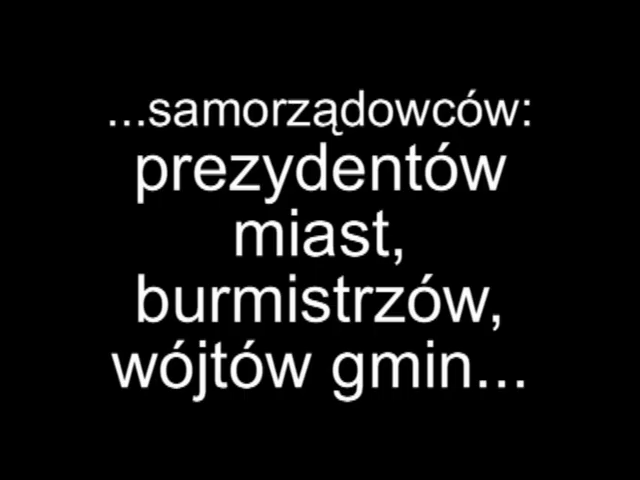 ...samorządowców:
prezydentów
miast,
burmistrzów,
wójtów gmin...